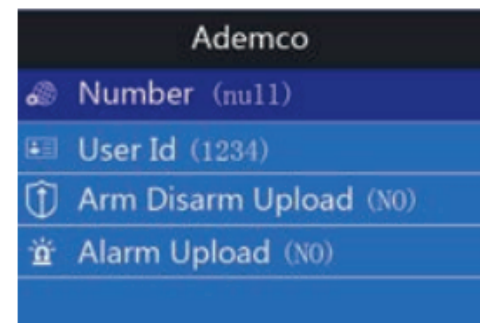 Ademco
Number (null)
User Id (1234)
Arm Disarm Upload (NO)
Alarm Upload (NO)